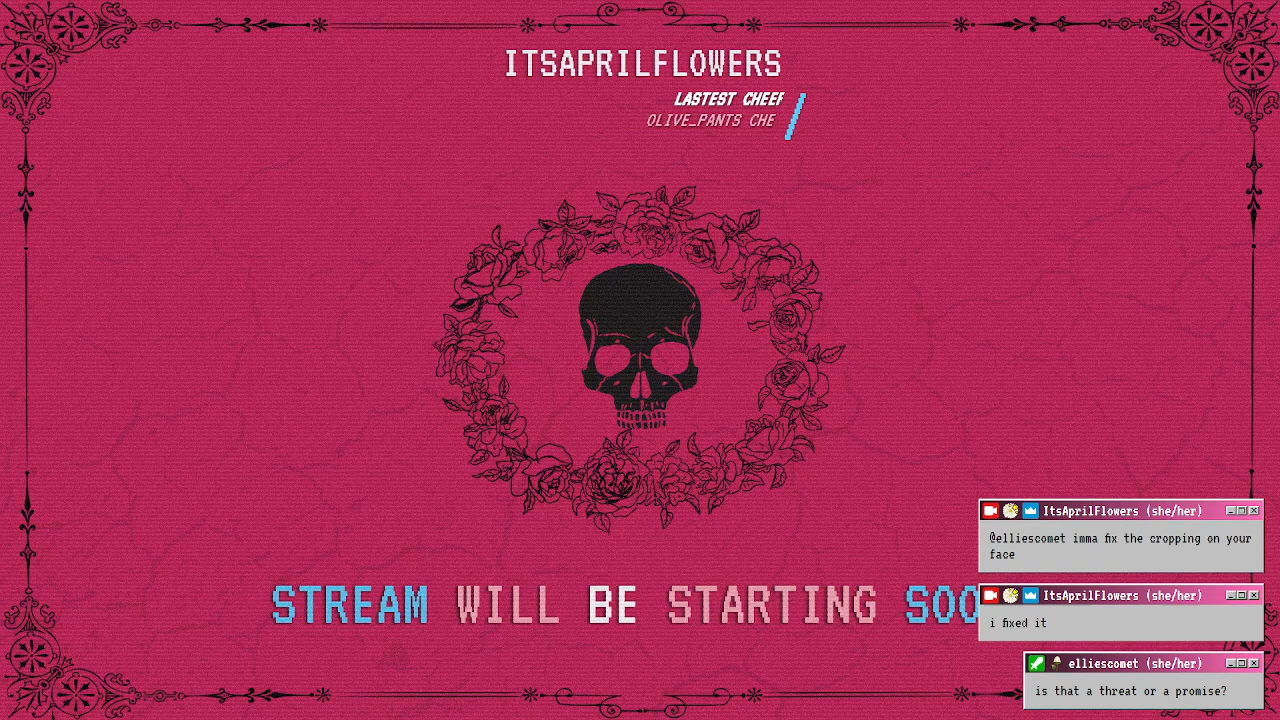 ITSAPRILFLOWERS
LASTEST CHEE
OLIVE_PANTS CHE
STREAM WILL BE STARTING SOO
ItsAprilFlowers (she/her)
@elliescomet imma fix the cropping on your
face
ItsAprilFlowers (she/her)
i fixed it
elliescomet (she/her)
is that a threat or a promise?